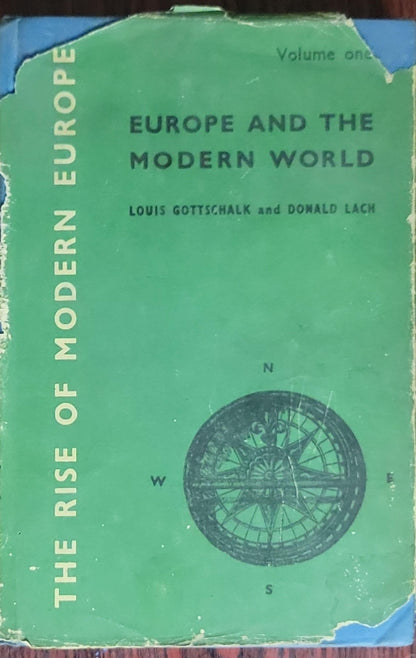 Volume one
EUROPE AND THE
MODERN WORLD
LOUIS GOTTSCHALK and DONALD LACH
THE RISE OF MODERN EUROPE
N
W
E
S